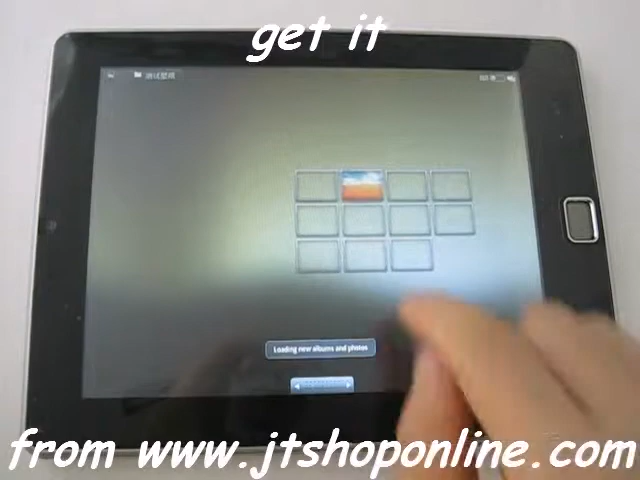 get it
Loading new albums and photos
from www.jtshoponline.com